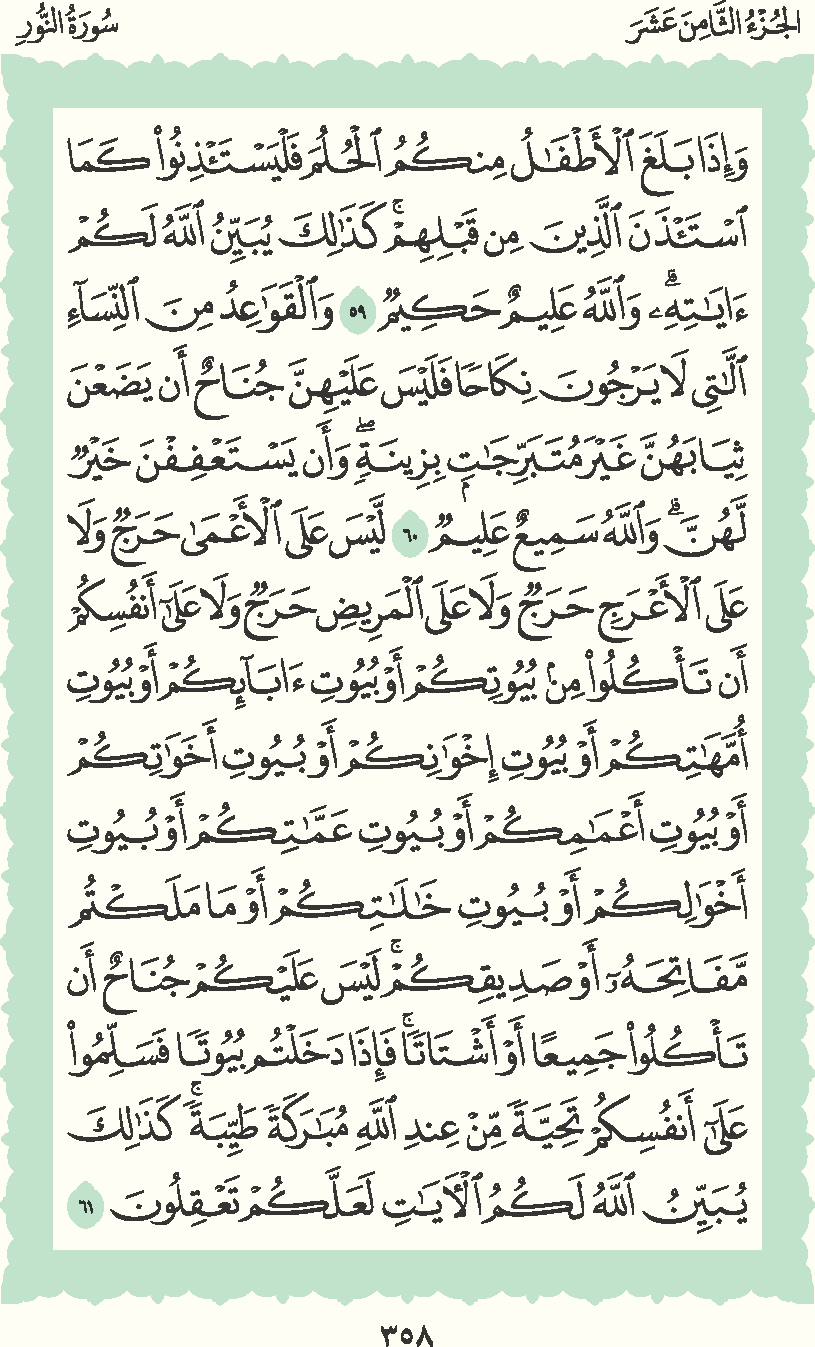 الجُزْءُ الثَّامِنَ عَشَرَ
سُورَةُ النُّورِ
وَإِذَا بَلَغَ ٱلْأَطْفَـٰلُ مِنكُمُ ٱلْحُلُمَ فَلْيَسْتَـْٔذِنُوا۟ كَمَا
ٱسْتَـْٔذَنَ ٱلَّذِينَ مِن قَبْلِهِمْ ۚ كَذَٰلِكَ يُبَيِّنُ ٱللَّهُ لَكُمْ
ءَايَـٰتِهِۦ ۗ وَٱللَّهُ عَلِيمٌ حَكِيمٌ ٥٩ وَٱلْقَوَٰعِدُ مِنَ ٱلنِّسَآءِ
ٱلَّـٰتِى لَا يَرْجُونَ نِكَاحًا فَلَيْسَ عَلَيْهِنَّ جُنَاحٌ أَن يَضَعْنَ
ثِيَابَهُنَّ غَيْرَ مُتَبَرِّجَـٰتٍۭ بِزِينَةٍ ۖ وَأَن يَسْتَعْفِفْنَ خَيْرٌ
لَّهُنَّ ۗ وَٱللَّهُ سَمِيعٌ عَلِيمٌ ٦٠ لَّيْسَ عَلَى ٱلْأَعْمَىٰ حَرَجٌ وَلَا
عَلَى ٱلْأَعْرَجِ حَرَجٌ وَلَا عَلَى ٱلْمَرِيضِ حَرَجٌ وَلَا عَلَىٰٓ أَنفُسِكُمْ
أَن تَأْكُلُوا۟ مِنۢ بُيُوتِكُمْ أَوْ بُيُوتِ ءَابَآئِكُمْ أَوْ بُيُوتِ
أُمَّهَـٰتِكُمْ أَوْ بُيُوتِ إِخْوَٰنِكُمْ أَوْ بُيُوتِ أَخَوَٰتِكُمْ
أَوْ بُيُوتِ أَعْمَـٰمِكُمْ أَوْ بُيُوتِ عَمَّـٰتِكُمْ أَوْ بُيُوتِ
أَخْوَٰلِكُمْ أَوْ بُيُوتِ خَـٰلَـٰتِكُمْ أَوْ مَا مَلَكْتُم
مَّفَاتِحَهُۥٓ أَوْ صَدِيقِكُمْ ۚ لَيْسَ عَلَيْكُمْ جُنَاحٌ أَن
تَأْكُلُوا۟ جَمِيعًا أَوْ أَشْتَاتًا ۚ فَإِذَا دَخَلْتُم بُيُوتًا فَسَلِّمُوا۟
عَلَىٰٓ أَنفُسِكُمْ تَحِيَّةً مِّنْ عِندِ ٱللَّهِ مُبَـٰرَكَةً طَيِّبَةً ۚ كَذَٰلِكَ
يُبَيِّنُ ٱللَّهُ لَكُمُ ٱلْـَٔايَـٰتِ لَعَلَّكُمْ تَعْقِلُونَ ٦١
٣٥٨